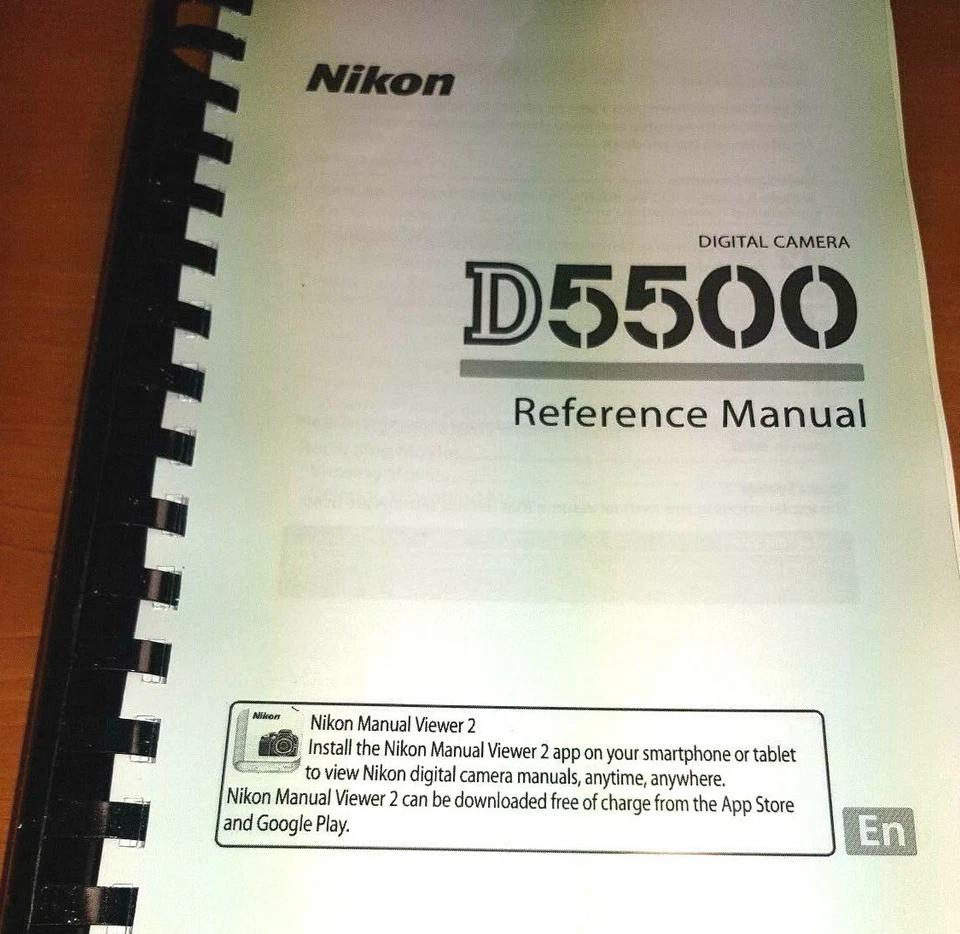 Nikon
DIGITAL CAMERA
D5500
Reference Manual
Nikon
Nikon Manual Viewer 2
Install the Nikon Manual Viewer 2 app on your smartphone or tablet
to view Nikon digital camera manuals, anytime, anywhere.
Nikon Manual Viewer 2 can be downloaded free of charge from the App Store
and Google Play.
En